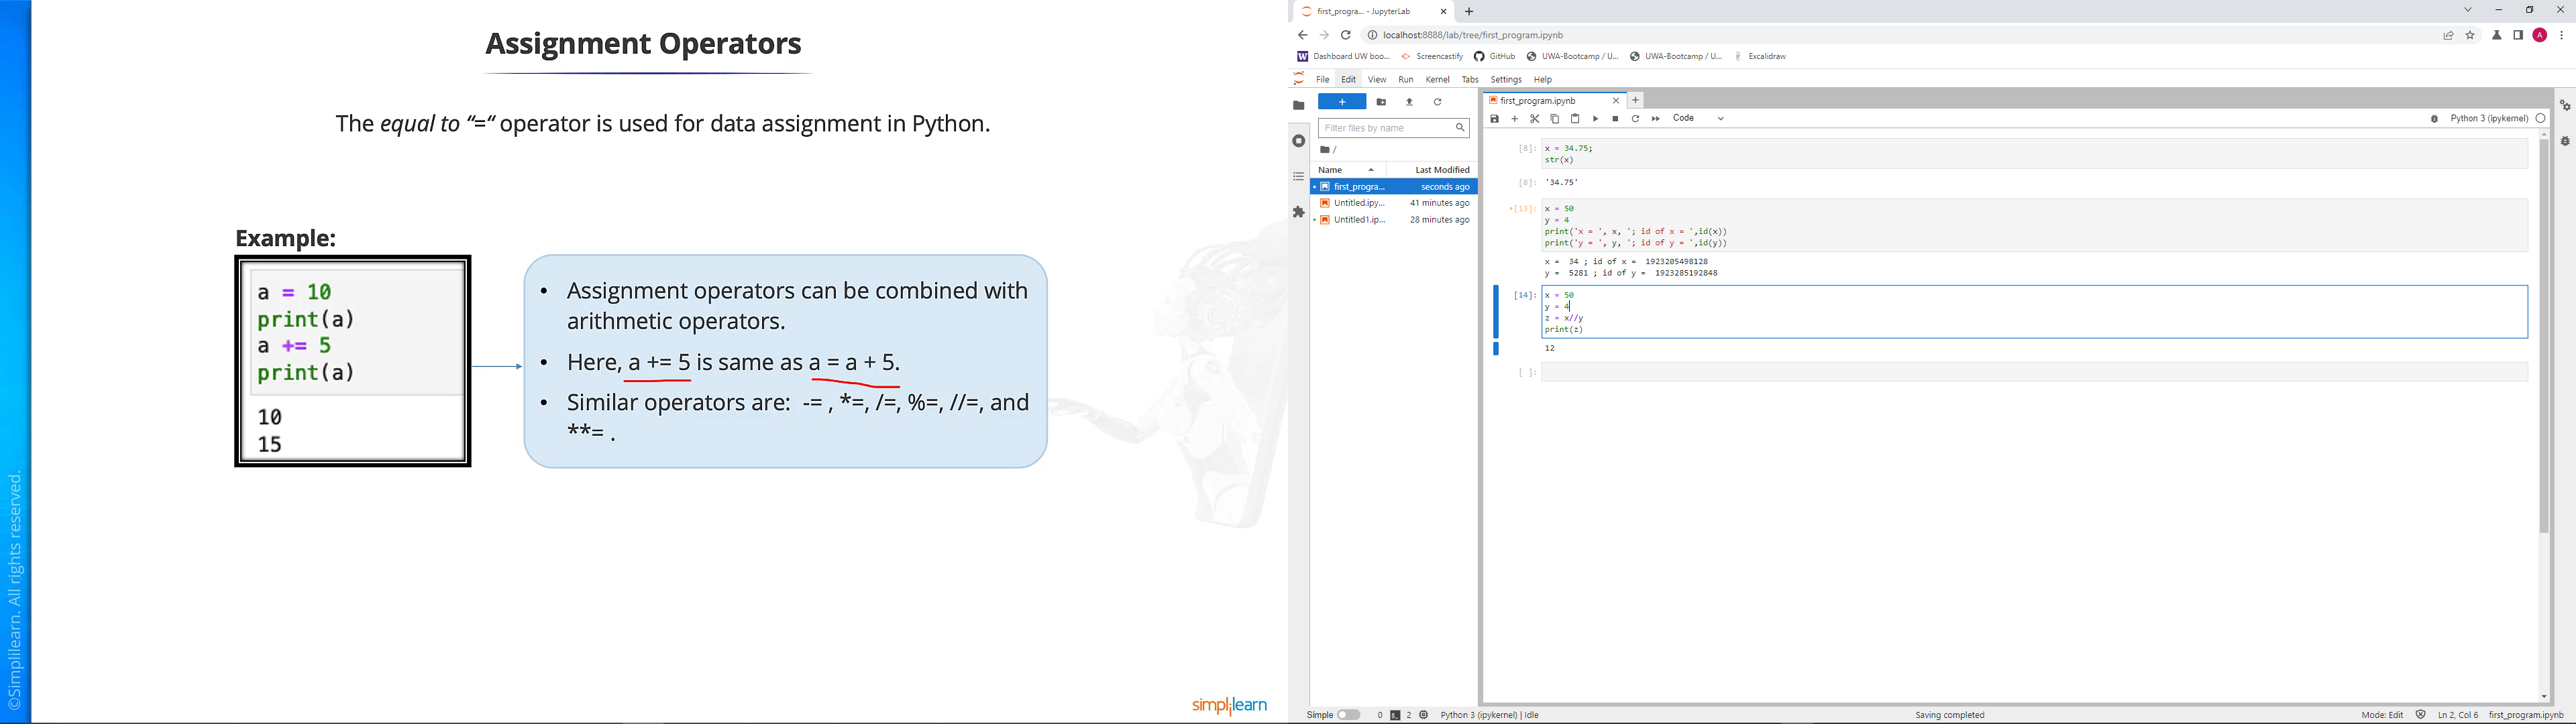 Assignment Operators
The equal to “=“ operator is used for data assignment in Python.
Example:
a = 10
print(a)
a += 5
print(a)
10
15
• Assignment operators can be combined with
arithmetic operators.
• Here, a += 5 is same as a = a + 5.
• Similar operators are: -= , *=, /=, %=, //=, and
**= .
©Simplilearn. All rights reserved.
simplilearn
first_progra... - JupyterLab
localhost:8888/lab/tree/first_program.ipynb
A
Dashboard UW boo... Screencastify GitHub UWA-Bootcamp / U... UWA-Bootcamp / U... Excalidraw
File Edit View Run Kernel Tabs Settings Help
Filter files by name
/
Name Last Modified
first_progra... seconds ago
Untitled.ipy... 41 minutes ago
Untitled1.ip... 28 minutes ago
first_program.ipynb
Code
Python 3 (ipykernel)
[8]: x = 34.75;
str(x)
[8]: '34.75'
*[13]: x = 50
y = 4
print('x = ', x, '; id of x = ',id(x))
print('y = ', y, '; id of y = ',id(y))
x =  34 ; id of x =  1923205498128
y =  5281 ; id of y =  1923285192848
[14]: x = 50
y = 4
z = x//y
print(z)
12
[ ]:
Simple 0 2 Python 3 (ipykernel) | Idle Saving completed Mode: Edit Ln 2, Col 6 first_program.ipynb